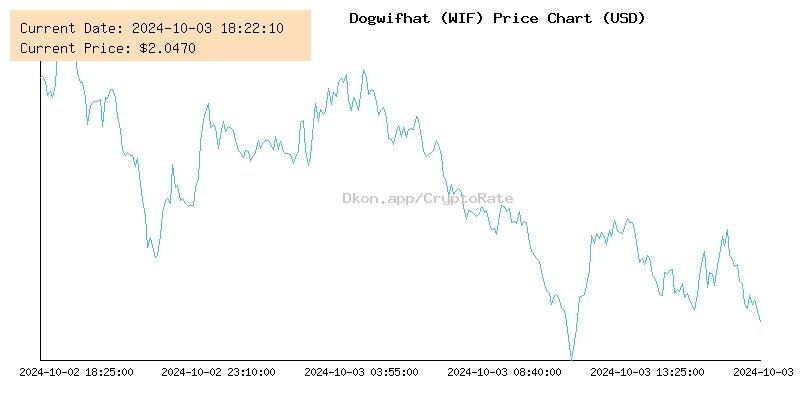 Dogwifhat (WIF) Price Chart (USD)
Current Date: 2024-10-03 18:22:10
Current Price: $2.0470
Dkon.app/CryptoRate
2024-10-02 18:25:00
2024-10-02 23:10:00
2024-10-03 03:55:00
2024-10-03 08:40:00
2024-10-03 13:25:00
2024-10-03